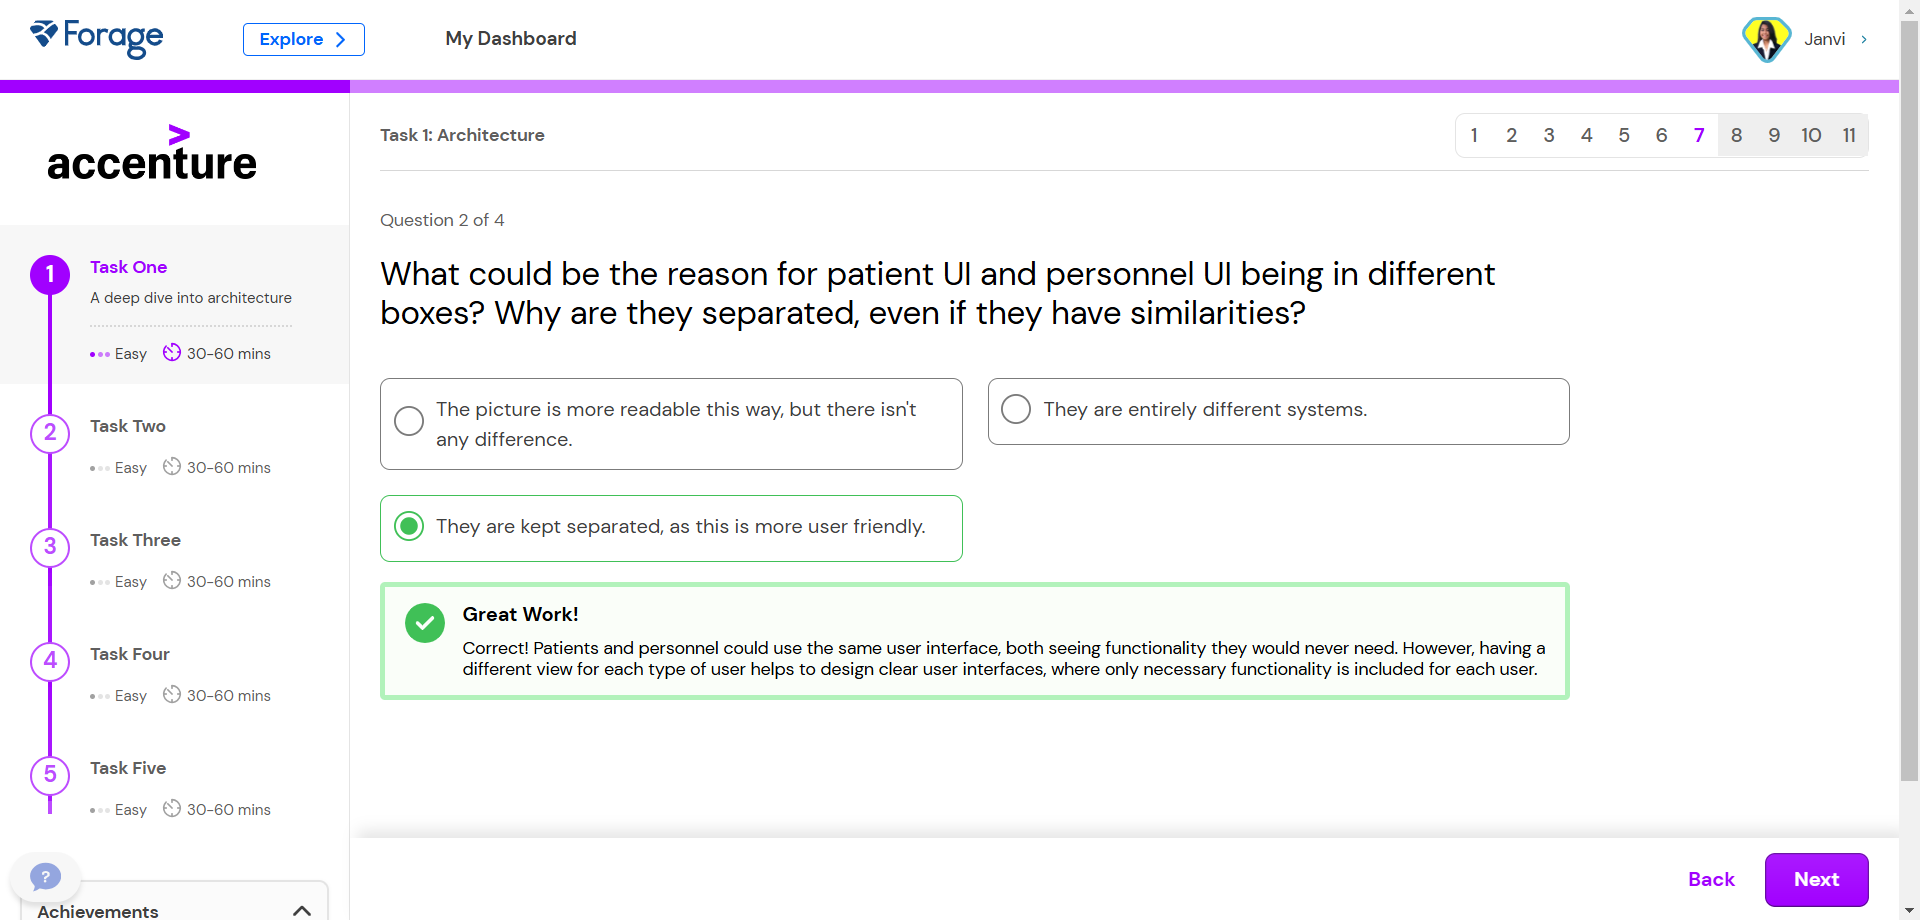 Forage
Explore
My Dashboard
Janvi
accenture
Task 1: Architecture
1 2 3 4 5 6 7 8 9 10 11
1
Task One
A deep dive into architecture
Easy 30-60 mins
2
Task Two
Easy 30-60 mins
3
Task Three
Easy 30-60 mins
4
Task Four
Easy 30-60 mins
5
Task Five
Easy 30-60 mins
?
Achievements
Question 2 of 4
What could be the reason for patient UI and personnel UI being in different
boxes? Why are they separated, even if they have similarities?
The picture is more readable this way, but there isn't
any difference.
They are entirely different systems.
They are kept separated, as this is more user friendly.
Great Work!
Correct! Patients and personnel could use the same user interface, both seeing functionality they would never need. However, having a
different view for each type of user helps to design clear user interfaces, where only necessary functionality is included for each user.
Back
Next